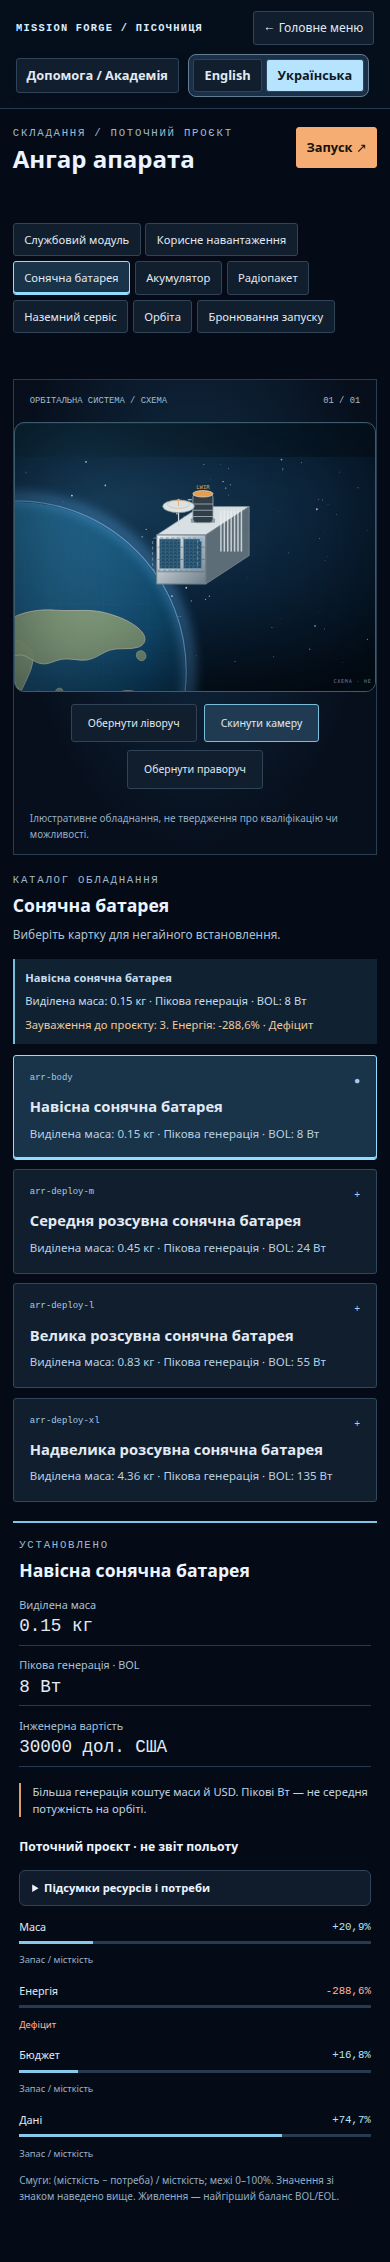 MISSION FORGE / ПІСОЧНИЦЯ
← Головне меню
Допомога / Академія
English
Українська
СКЛАДАННЯ / ПОТОЧНИЙ ПРОЄКТ
Ангар апарата
Запуск ↗
Службовий модуль
Корисне навантаження
Сонячна батарея
Акумулятор
Радіопакет
Наземний сервіс
Орбіта
Бронювання запуску
ОРБІТАЛЬНА СИСТЕМА / СХЕМА
01 / 01
LWIR
СХЕМА · НЕ
Обернути ліворуч
Скинути камеру
Обернути праворуч
Ілюстративне обладнання, не твердження про кваліфікацію чи
можливості.
КАТАЛОГ ОБЛАДНАННЯ
Сонячна батарея
Виберіть картку для негайного встановлення.
Навісна сонячна батарея
Виділена маса: 0.15 кг · Пікова генерація · BOL: 8 Вт
Зауваження до проєкту: 3. Енергія: -288,6% · Дефіцит
arr-body
Навісна сонячна батарея
Виділена маса: 0.15 кг · Пікова генерація · BOL: 8 Вт
arr-deploy-m
+
Середня розсувна сонячна батарея
Виділена маса: 0.45 кг · Пікова генерація · BOL: 24 Вт
arr-deploy-l
+
Велика розсувна сонячна батарея
Виділена маса: 0.83 кг · Пікова генерація · BOL: 55 Вт
arr-deploy-xl
+
Надвелика розсувна сонячна батарея
Виділена маса: 4.36 кг · Пікова генерація · BOL: 135 Вт
УСТАНОВЛЕНО
Навісна сонячна батарея
Виділена маса
0.15 кг
Пікова генерація · BOL
8 Вт
Інженерна вартість
30000 дол. США
Більша генерація коштує маси й USD. Пікові Вт — не середня
потужність на орбіті.
Поточний проєкт · не звіт польоту
▶ Підсумки ресурсів і потреби
Маса
+20,9%
Запас / місткість
Енергія
-288,6%
Дефіцит
Бюджет
+16,8%
Запас / місткість
Дані
+74,7%
Запас / місткість
Смуги: (місткість − потреба) / місткість; межі 0–100%. Значення зі
знаком наведено вище. Живлення — найгірший баланс BOL/EOL.